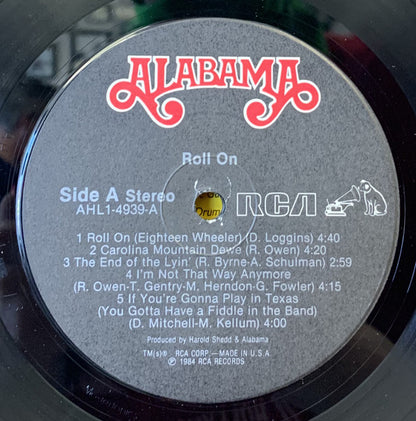 ALABAMA
Roll On
Side A Stereo
AHL1-4939-A
RCA
1 Roll On (Eighteen Wheeler) (D. Loggins) 4:40
2 Carolina Mountain Dewe (R. Owen) 4:20
3 The End of the Lyin' (R. Byrne-A. Schulman) 2:59
4 I'm Not That Way Anymore
(R. Owen-T. Gentry-M. Herndon-G. Fowler) 4:15
5 If You're Gonna Play in Texas
(You Gotta Have a Fiddle in the Band)
(D. Mitchell-M. Kellum) 4:00
Produced by Harold Shedd & Alabama
TM(s)®. RCA CORP.—MADE IN U.S.A.
℗ 1984 RCA RECORDS
Drum